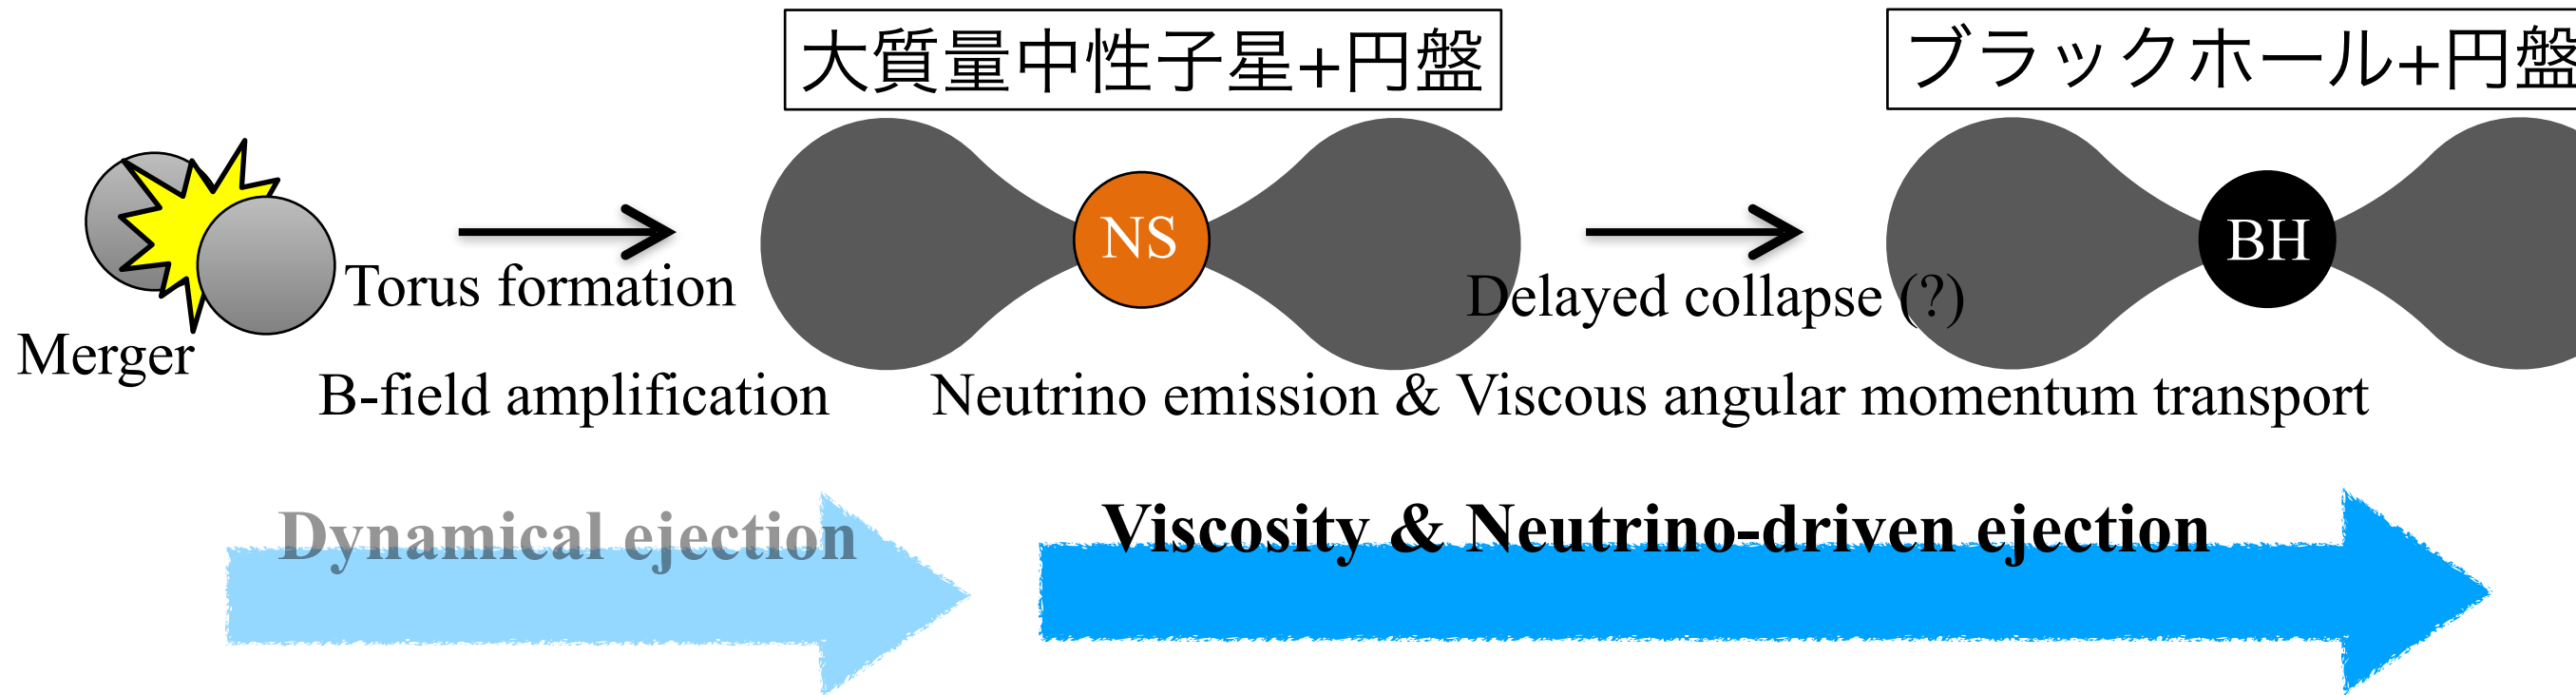 大質量中性子星+円盤
ブラックホール+円盤
NS
BH
Torus formation
Delayed collapse (?)
Merger
B-field amplification
Neutrino emission & Viscous angular momentum transport
Dynamical ejection
Viscosity & Neutrino-driven ejection